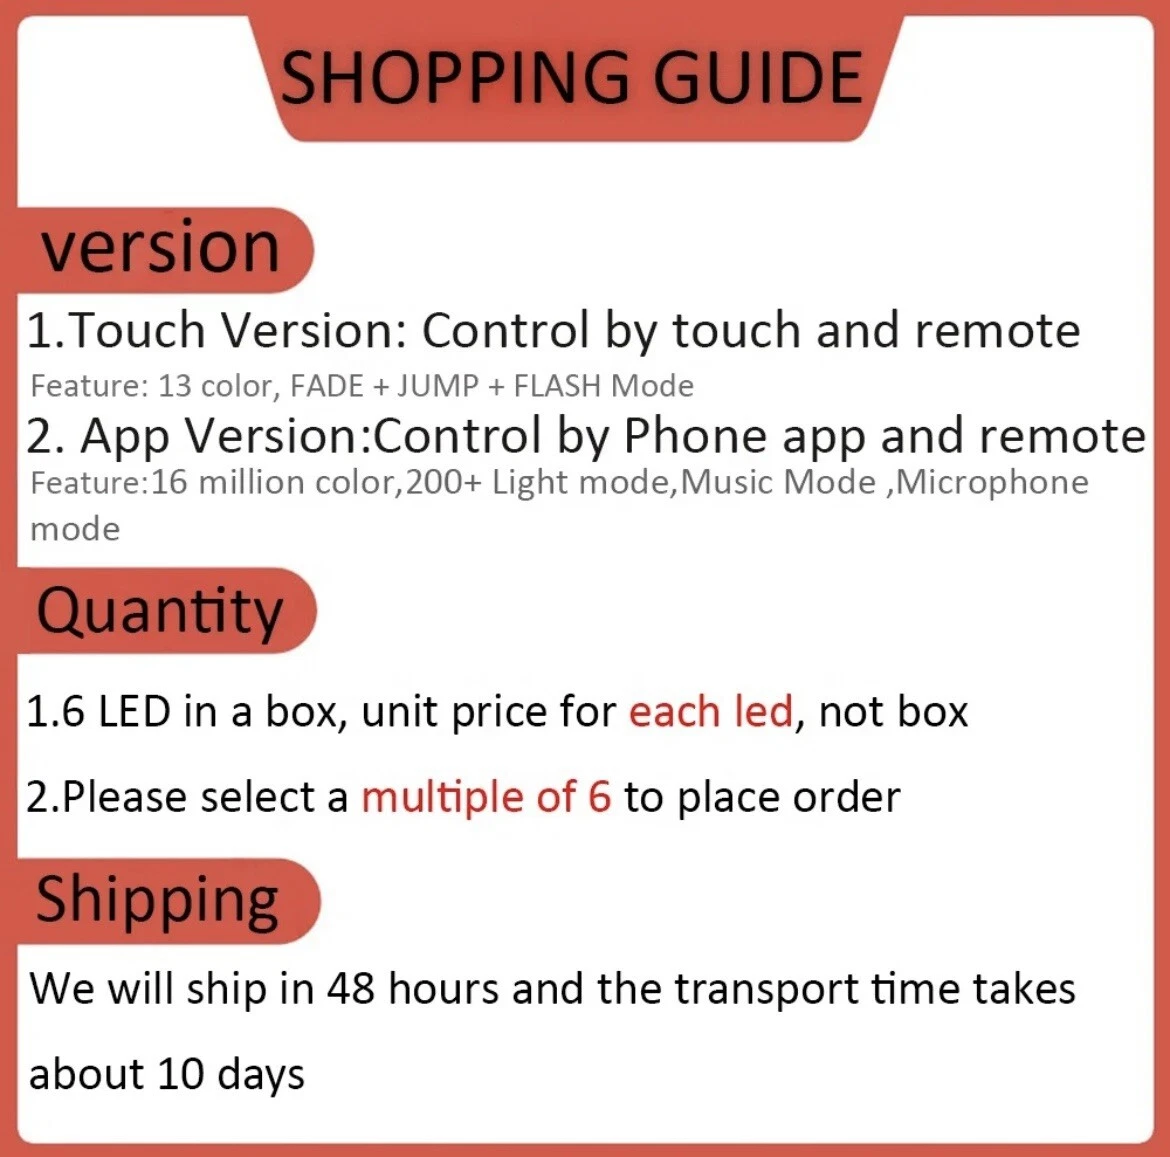 SHOPPING GUIDE
version
1.Touch Version: Control by touch and remote
Feature: 13 color, FADE + JUMP + FLASH Mode
2. App Version:Control by Phone app and remote
Feature:16 million color,200+ Light mode,Music Mode ,Microphone
mode
Quantity
1.6 LED in a box, unit price for each led, not box
2.Please select a multiple of 6 to place order
Shipping
We will ship in 48 hours and the transport time takes
about 10 days